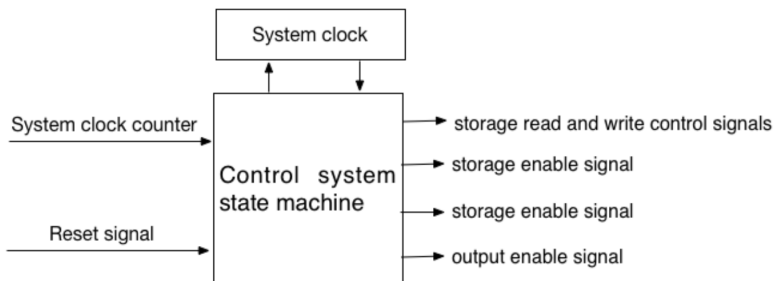 System clock
System clock counter
storage read and write control signals
storage enable signal
Control system
state machine
storage enable signal
Reset signal
output enable signal